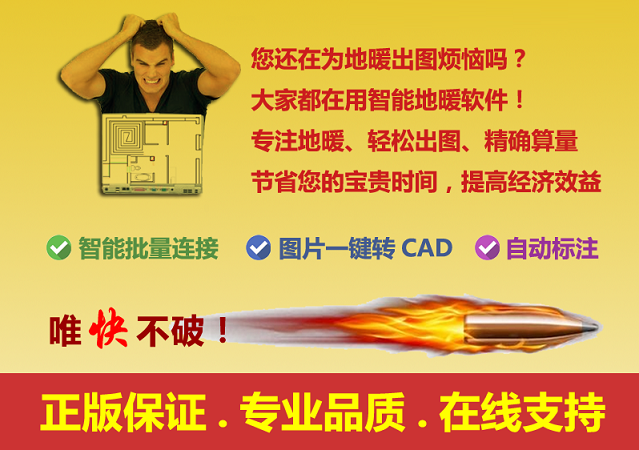 您还在为地暖出图烦恼吗？
大家都在用智能地暖软件！
专注地暖、轻松出图、精确算量
节省您的宝贵时间，提高经济效益
智能批量连接 图片一键转 CAD 自动标注
唯快不破！
正版保证.专业品质.在线支持